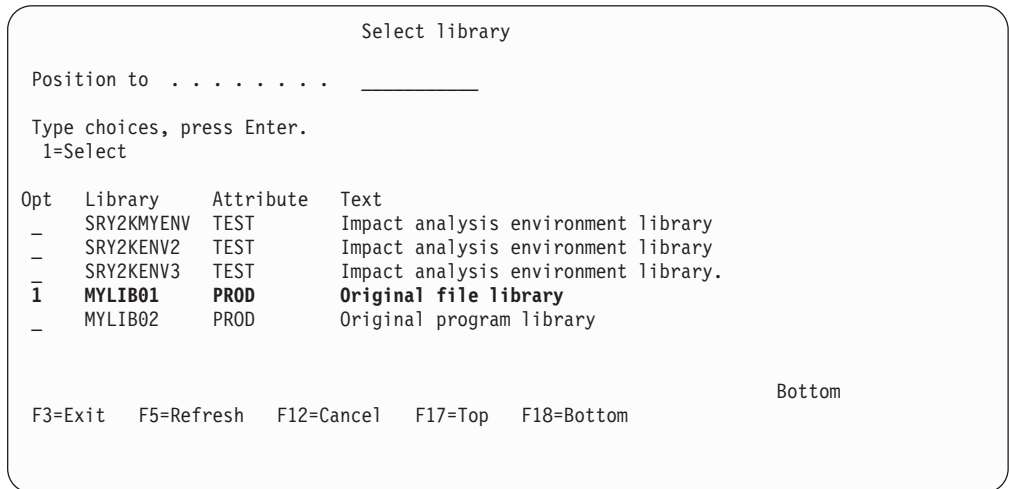 Select library
Position to . . . . . . . . ___________
Type choices, press Enter.
1=Select
Opt Library Attribute Text
_ SRY2KMYENV TEST Impact analysis environment library
_ SRY2KENV2 TEST Impact analysis environment library
_ SRY2KENV3 TEST Impact analysis environment library.
1 MYLIB01 PROD Original file library
_ MYLIB02 PROD Original program library
Bottom
F3=Exit F5=Refresh F12=Cancel F17=Top F18=Bottom